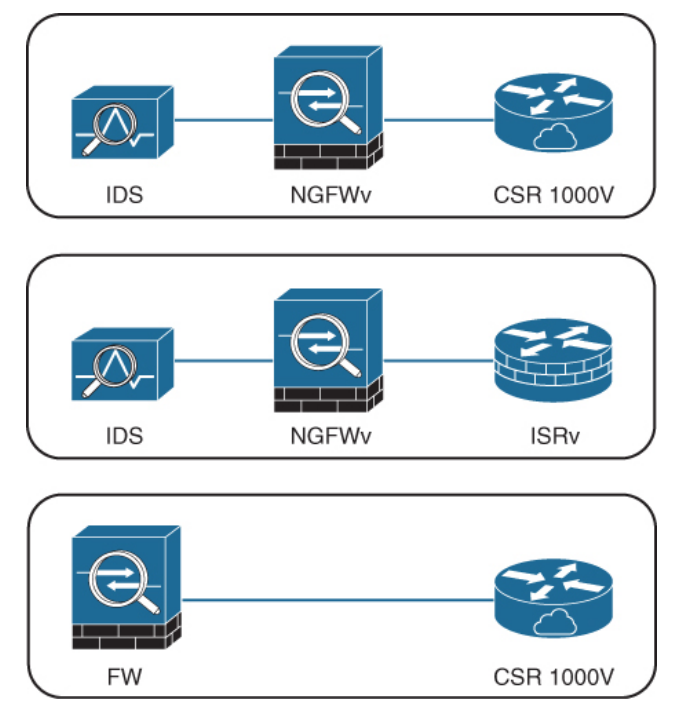 IDS NGFWv CSR 1000V
IDS NGFWv ISRv
FW CSR 1000V